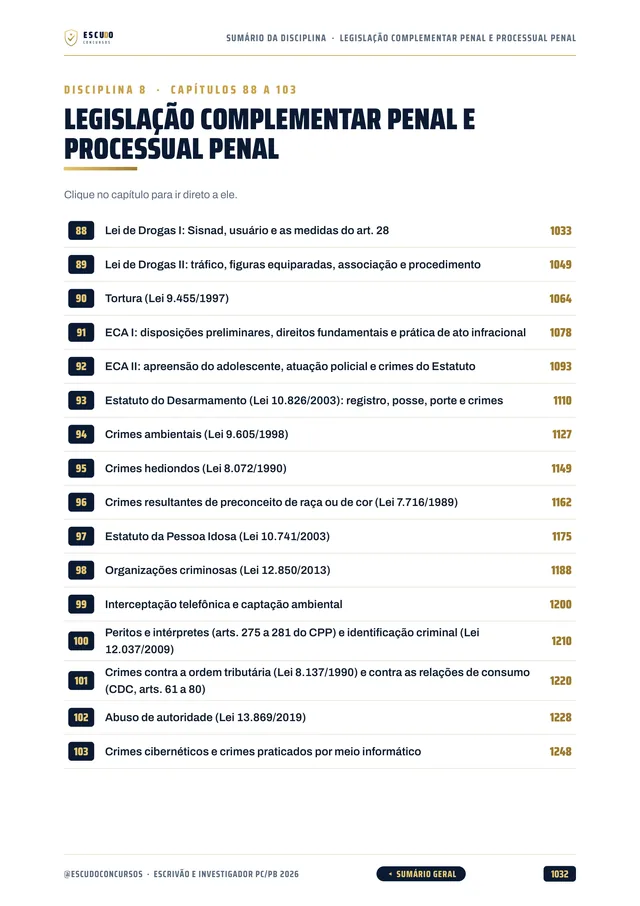 ESCUDO
CONCURSOS
SUMÁRIO DA DISCIPLINA · LEGISLAÇÃO COMPLEMENTAR PENAL E PROCESSUAL PENAL
DISCIPLINA 8 · CAPÍTULOS 88 A 103
LEGISLAÇÃO COMPLEMENTAR PENAL E
PROCESSUAL PENAL
Clique no capítulo para ir direto a ele.
88 Lei de Drogas I: Sisnad, usuário e as medidas do art. 28 1033
89 Lei de Drogas II: tráfico, figuras equiparadas, associação e procedimento 1049
90 Tortura (Lei 9.455/1997) 1064
91 ECA I: disposições preliminares, direitos fundamentais e prática de ato infracional 1078
92 ECA II: apreensão do adolescente, atuação policial e crimes do Estatuto 1093
93 Estatuto do Desarmamento (Lei 10.826/2003): registro, posse, porte e crimes 1110
94 Crimes ambientais (Lei 9.605/1998) 1127
95 Crimes hediondos (Lei 8.072/1990) 1149
96 Crimes resultantes de preconceito de raça ou de cor (Lei 7.716/1989) 1162
97 Estatuto da Pessoa Idosa (Lei 10.741/2003) 1175
98 Organizações criminosas (Lei 12.850/2013) 1188
99 Interceptação telefônica e captação ambiental 1200
100 Peritos e intérpretes (arts. 275 a 281 do CPP) e identificação criminal (Lei
12.037/2009) 1210
101 Crimes contra a ordem tributária (Lei 8.137/1990) e contra as relações de consumo
(CDC, arts. 61 a 80) 1220
102 Abuso de autoridade (Lei 13.869/2019) 1228
103 Crimes cibernéticos e crimes praticados por meio informático 1248
@ESCUDOCONCURSOS · ESCRIVÃO E INVESTIGADOR PC/PB 2026
SUMÁRIO GERAL
1032